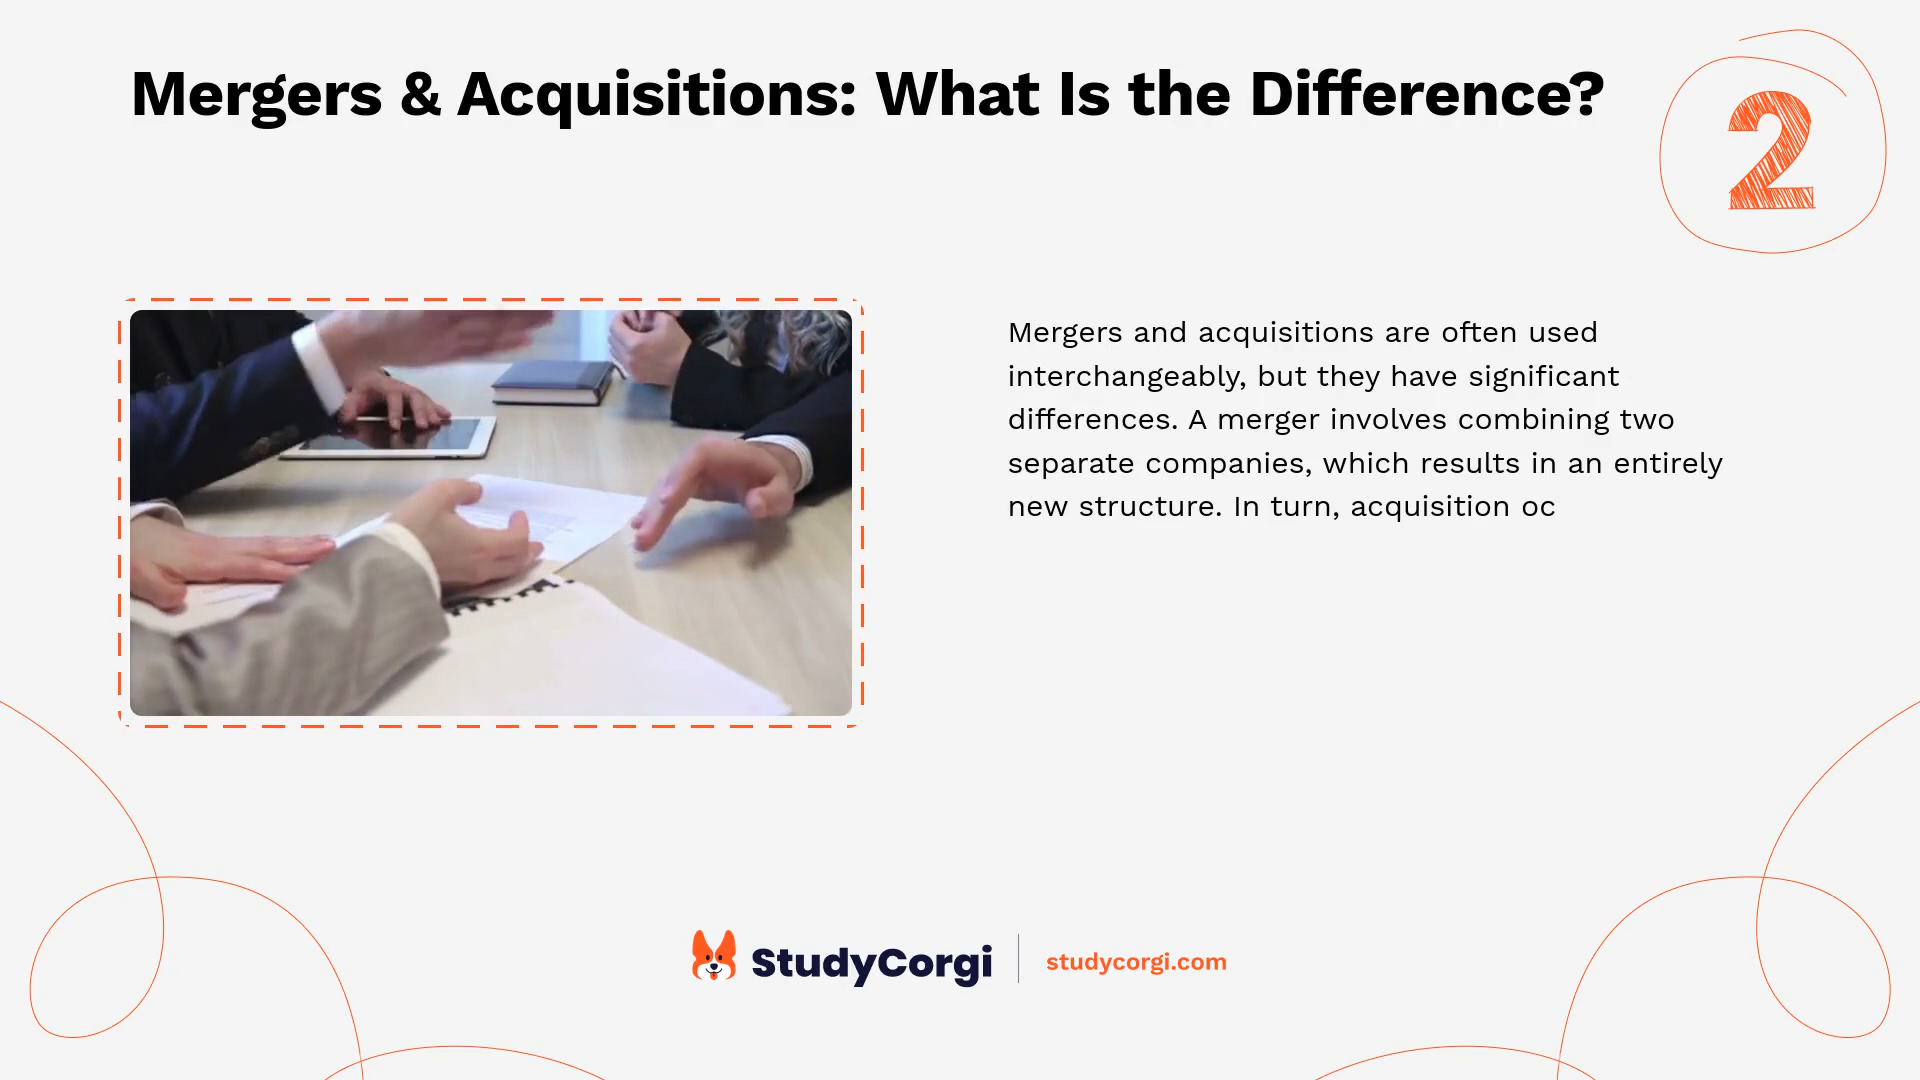 Mergers & Acquisitions: What Is the Difference?
2
Mergers and acquisitions are often used
interchangeably, but they have significant
differences. A merger involves combining two
separate companies, which results in an entirely
new structure. In turn, acquisition oc
StudyCorgi
studycorgi.com